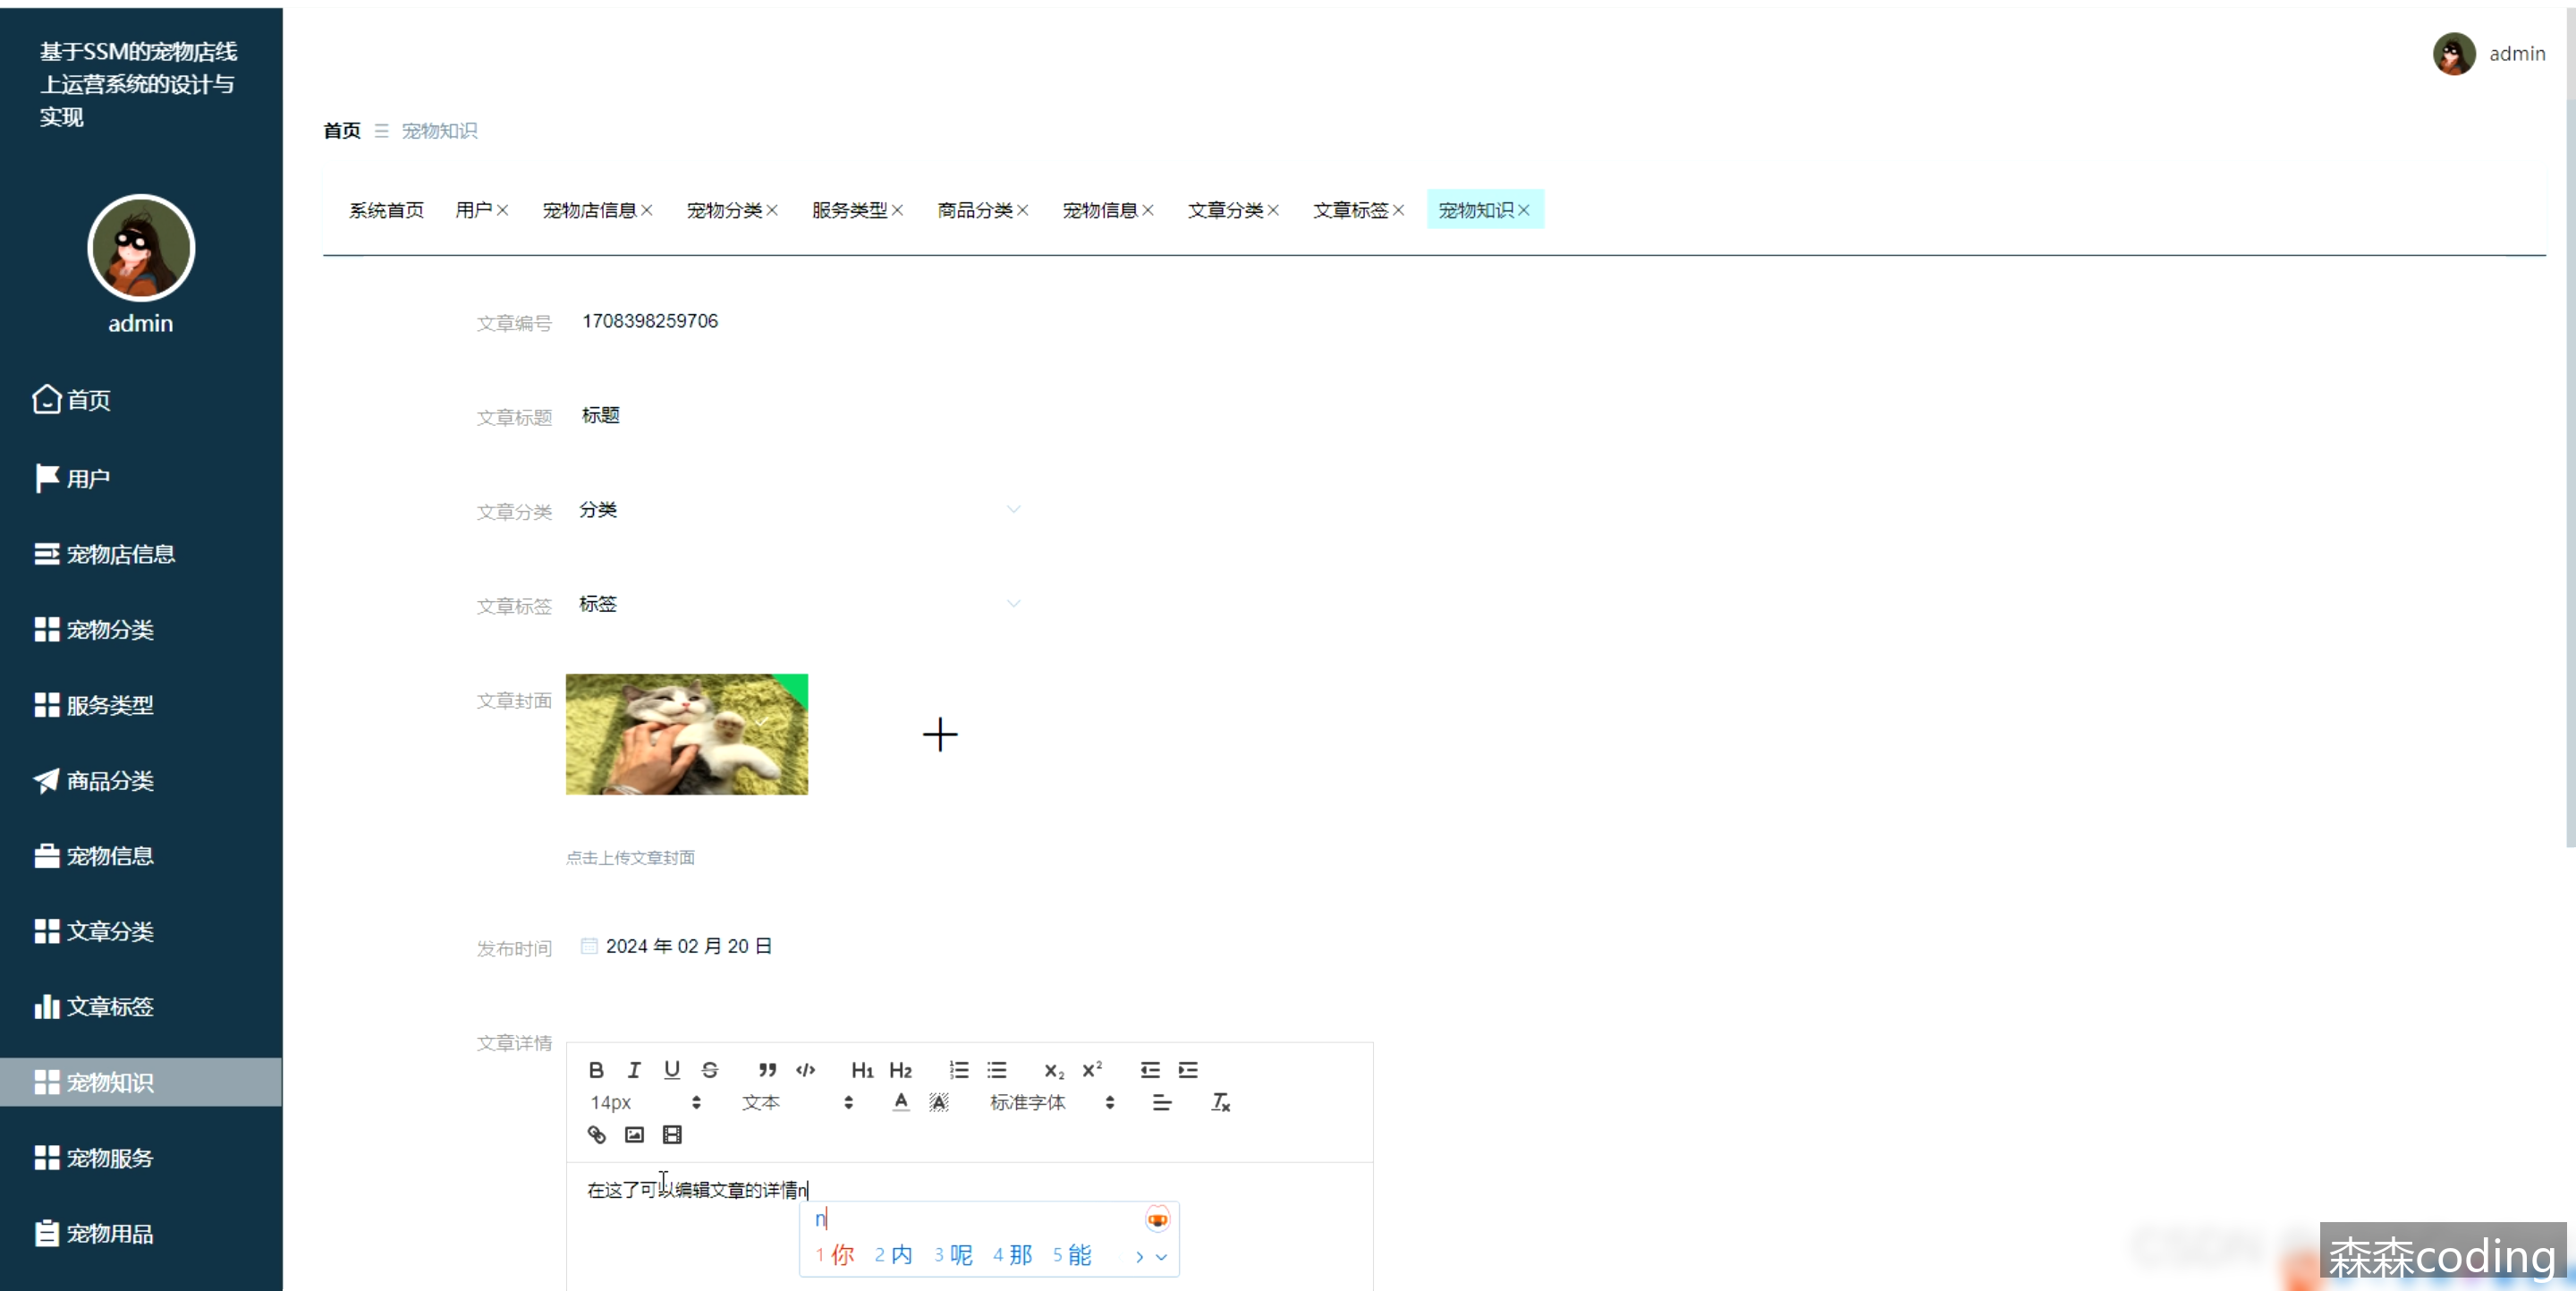 基于SSM的宠物店线
上运营系统的设计与
实现
admin
首页
用户
宠物店信息
宠物分类
服务类型
商品分类
宠物信息
文章分类
文章标签
宠物知识
宠物服务
宠物用品
admin
首页 宠物知识
系统首页 用户 宠物店信息 宠物分类 服务类型 商品分类 宠物信息 文章分类 文章标签 宠物知识
文章编号 1708398259706
文章标题 标题
文章分类 分类
文章标签 标签
文章封面
点击上传文章封面
发布时间 2024 年 02 月 20 日
文章详情
B I U S H1 H2 x2 x2
14px 文本 A A 标准字体 Tx
在这了可以编辑文章的详情n
n
1 你 2 内 3 呢 4 那 5 能
CSDN
森森coding